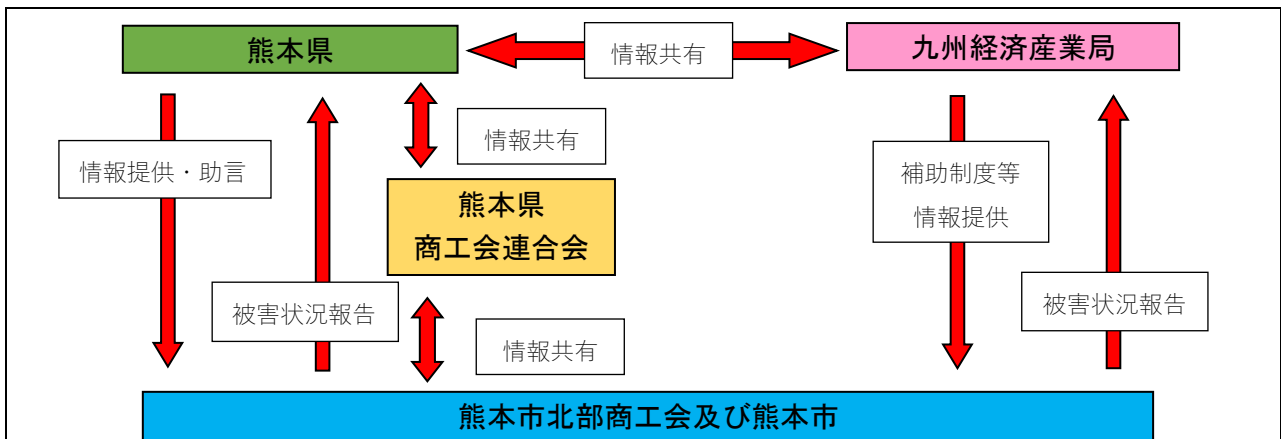 熊本県
情報共有
九州経済産業局
情報共有
情報提供・助言
補助制度等
情報提供
熊本県
商工会連合会
被害状況報告
被害状況報告
情報共有
熊本市北部商工会及び熊本市